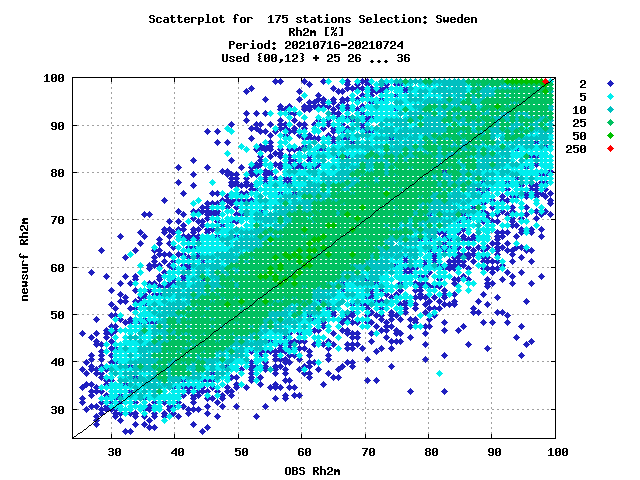 Scatterplot for  175 stations Selection: Sweden
Rh2m [%]
Period: 20210716-20210724
Used {00,12} + 25 26 ... 36
100
90
80
70
60
50
40
30
newsurf Rh2m
30 40 50 60 70 80 90 100
OBS Rh2m
2
5
10
25
50
250